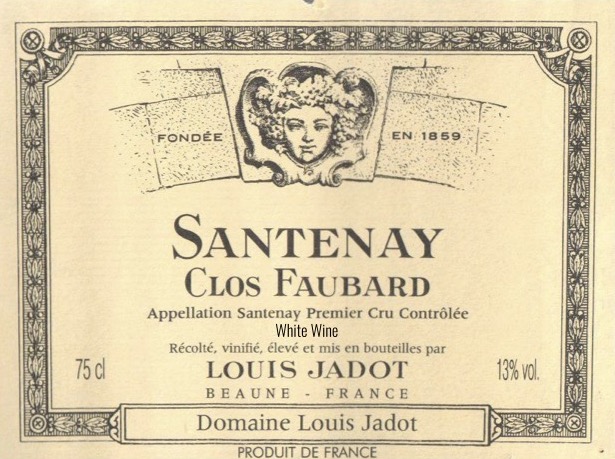 FONDÉE EN 1859
SANTENAY
CLOS FAUBARD
Appellation Santenay Premier Cru Contrôlée
White Wine
Récolté, vinifié, élevé et mis en bouteilles par
75 cl LOUIS JADOT 13% vol.
BEAUNE - FRANCE
Domaine Louis Jadot
PRODUIT DE FRANCE